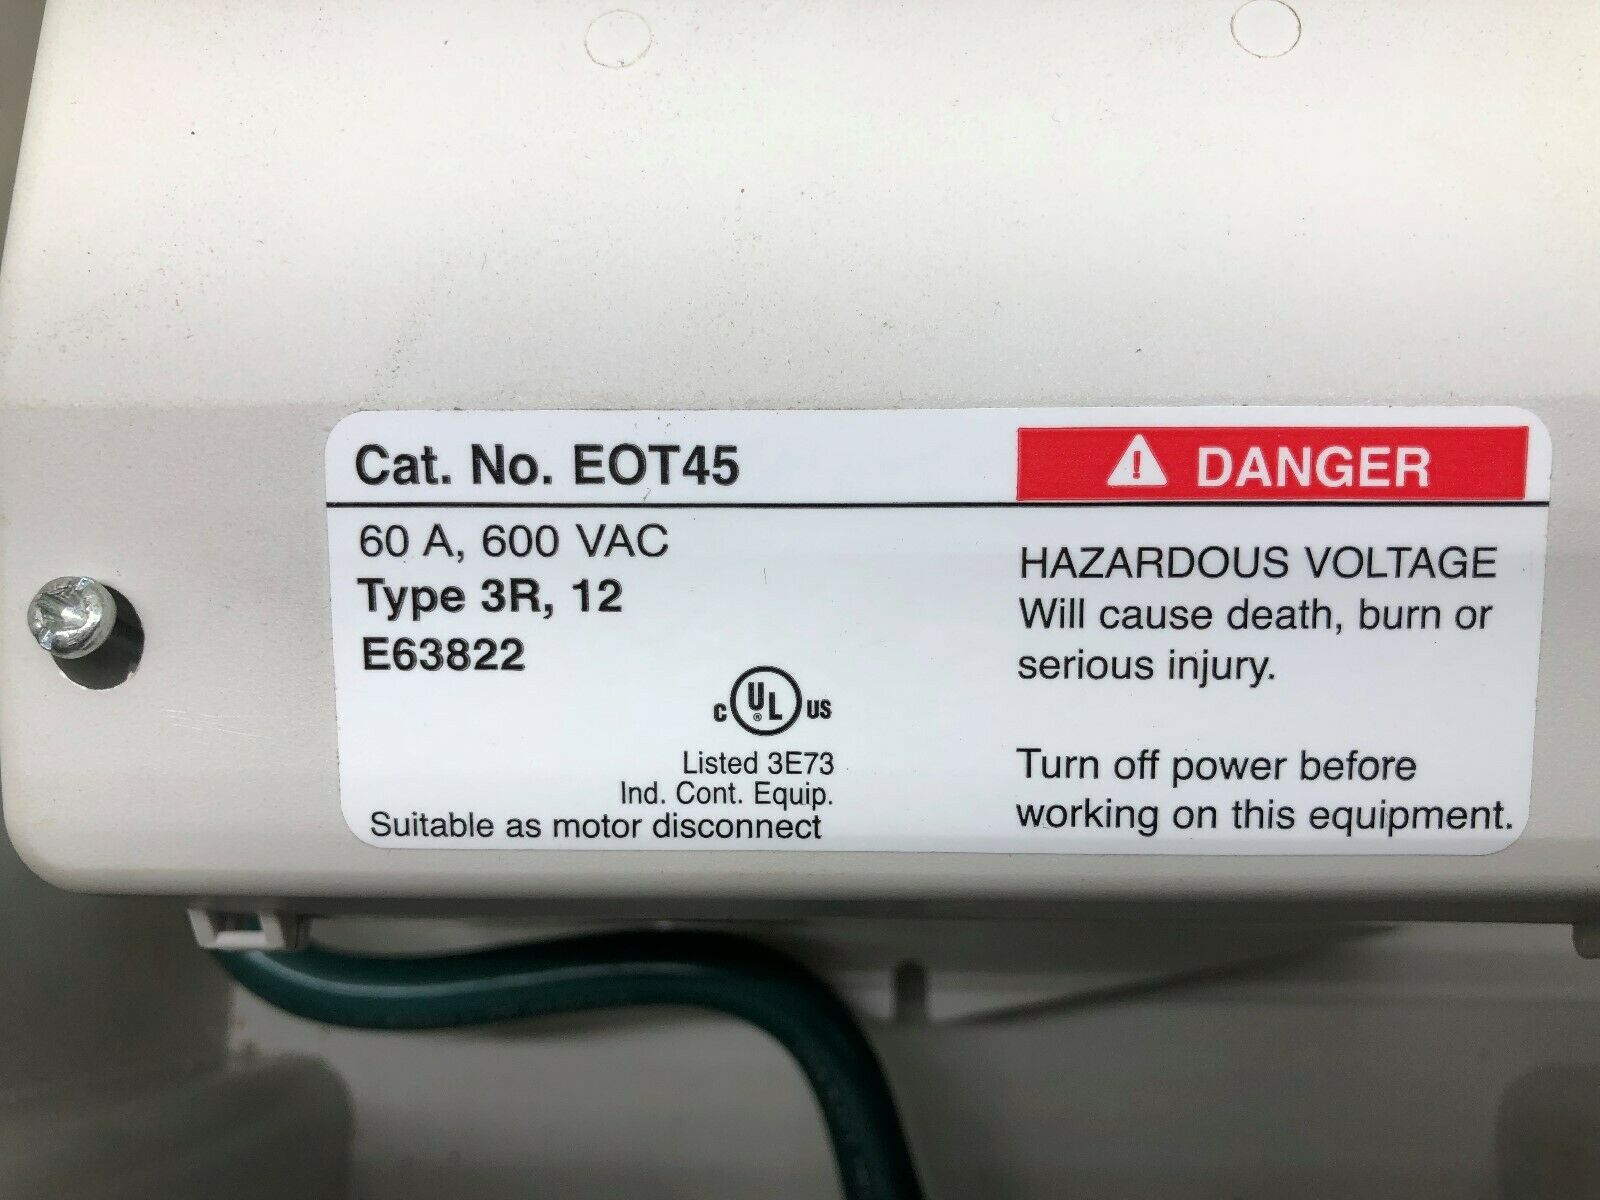 Cat. No. EOT45
60 A, 600 VAC
Type 3R, 12
E63822
C UL ® US
Listed 3E73
Ind. Cont. Equip.
Suitable as motor disconnect
! DANGER
HAZARDOUS VOLTAGE
Will cause death, burn or
serious injury.
Turn off power before
working on this equipment.